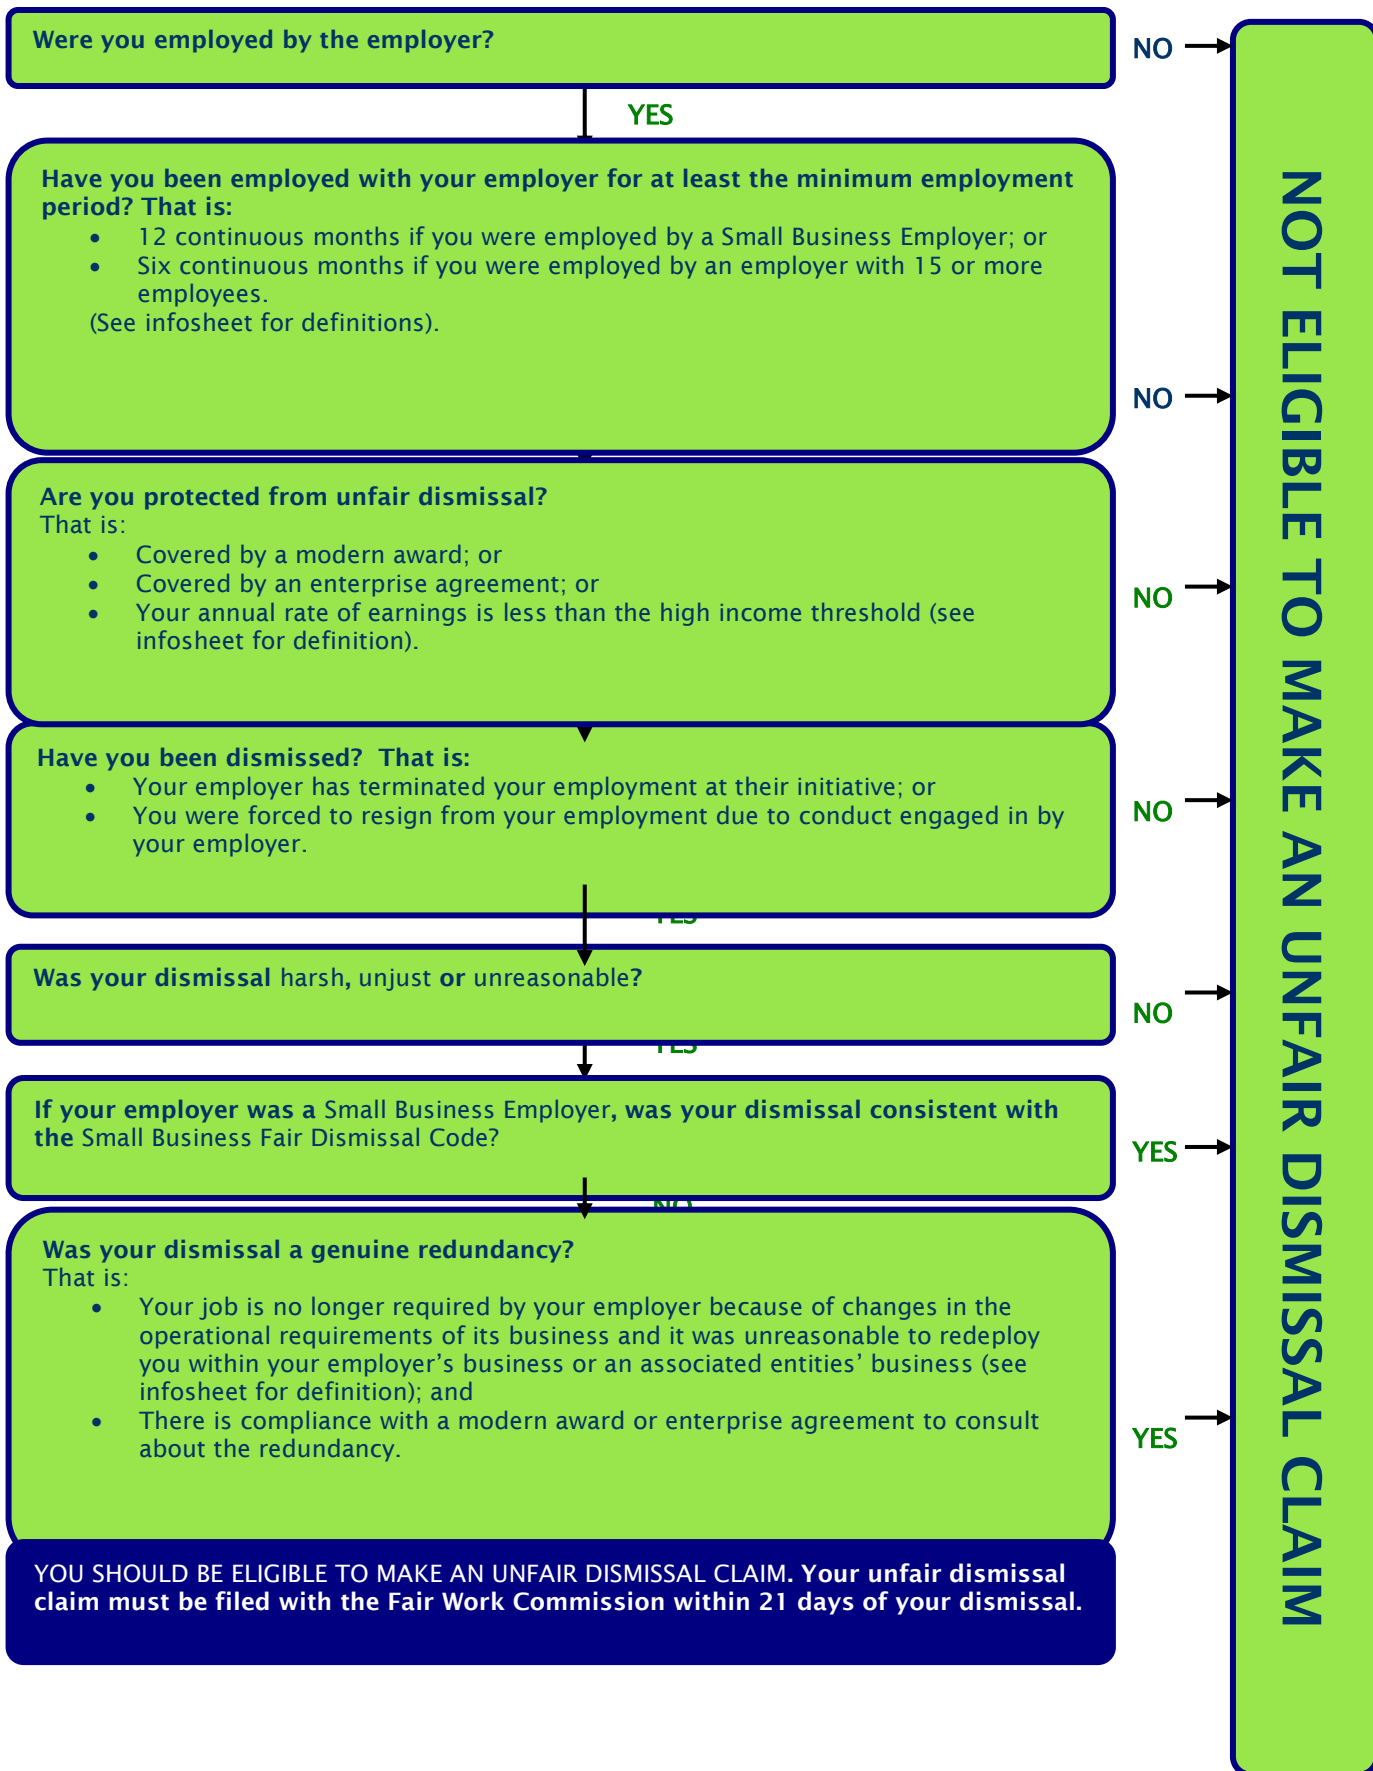 Were you employed by the employer?
NO
YES
Have you been employed with your employer for at least the minimum employment
period? That is:
• 12 continuous months if you were employed by a Small Business Employer; or
• Six continuous months if you were employed by an employer with 15 or more
employees.
(See infosheet for definitions).
NO
Are you protected from unfair dismissal?
That is:
• Covered by a modern award; or
• Covered by an enterprise agreement; or
• Your annual rate of earnings is less than the high income threshold (see
infosheet for definition).
NO
Have you been dismissed? That is:
• Your employer has terminated your employment at their initiative; or
• You were forced to resign from your employment due to conduct engaged in by
your employer.
NO
YES
Was your dismissal harsh, unjust or unreasonable?
NO
YES
If your employer was a Small Business Employer, was your dismissal consistent with
the Small Business Fair Dismissal Code?
YES
NO
Was your dismissal a genuine redundancy?
That is:
• Your job is no longer required by your employer because of changes in the
operational requirements of its business and it was unreasonable to redeploy
you within your employer’s business or an associated entities’ business (see
infosheet for definition); and
• There is compliance with a modern award or enterprise agreement to consult
about the redundancy.
YES
YOU SHOULD BE ELIGIBLE TO MAKE AN UNFAIR DISMISSAL CLAIM. Your unfair dismissal
claim must be filed with the Fair Work Commission within 21 days of your dismissal.
NOT ELIGIBLE TO MAKE AN UNFAIR DISMISSAL CLAIM